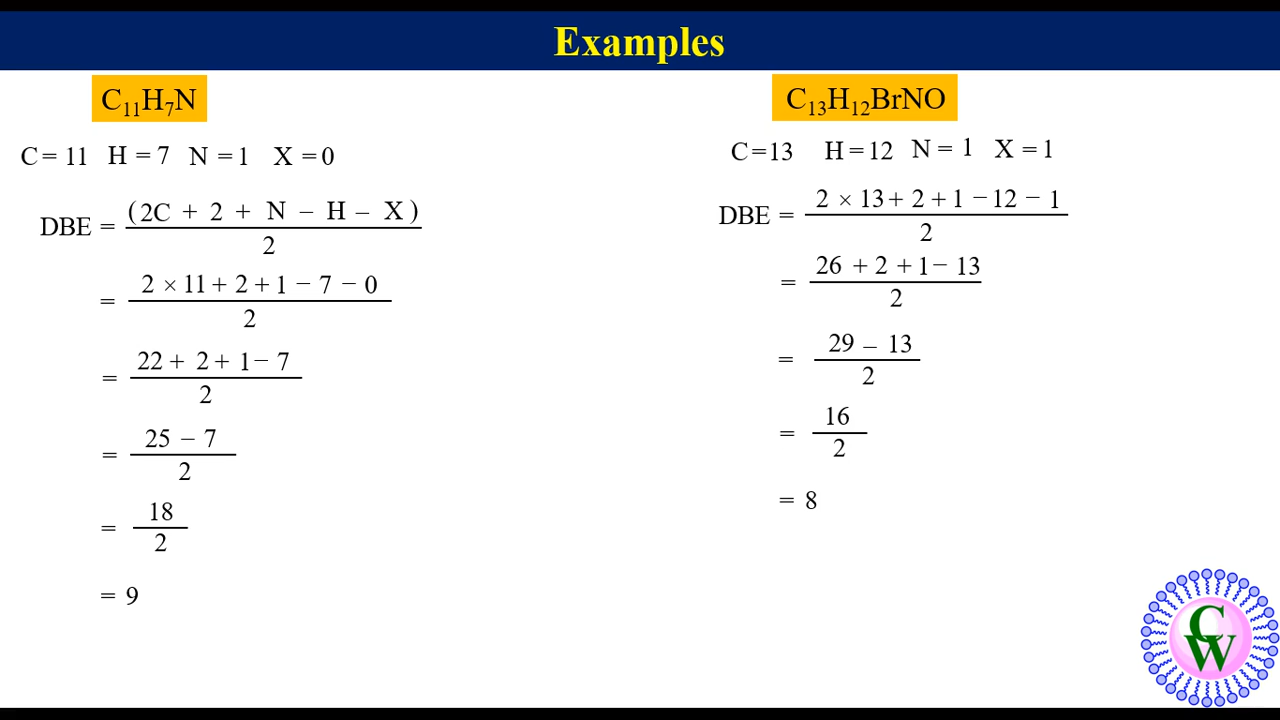 Examples
C₁₁H₇N
C = 11 H = 7 N = 1 X = 0
DBE = (2C + 2 + N − H − X) / 2
= 2 × 11 + 2 + 1 − 7 − 0 / 2
= 22 + 2 + 1 − 7 / 2
= 25 − 7 / 2
= 18 / 2
= 9
C₁₃H₁₂BrNO
C = 13 H = 12 N = 1 X = 1
DBE = 2 × 13 + 2 + 1 − 12 − 1 / 2
= 26 + 2 + 1 − 13 / 2
= 29 − 13 / 2
= 16 / 2
= 8
CW